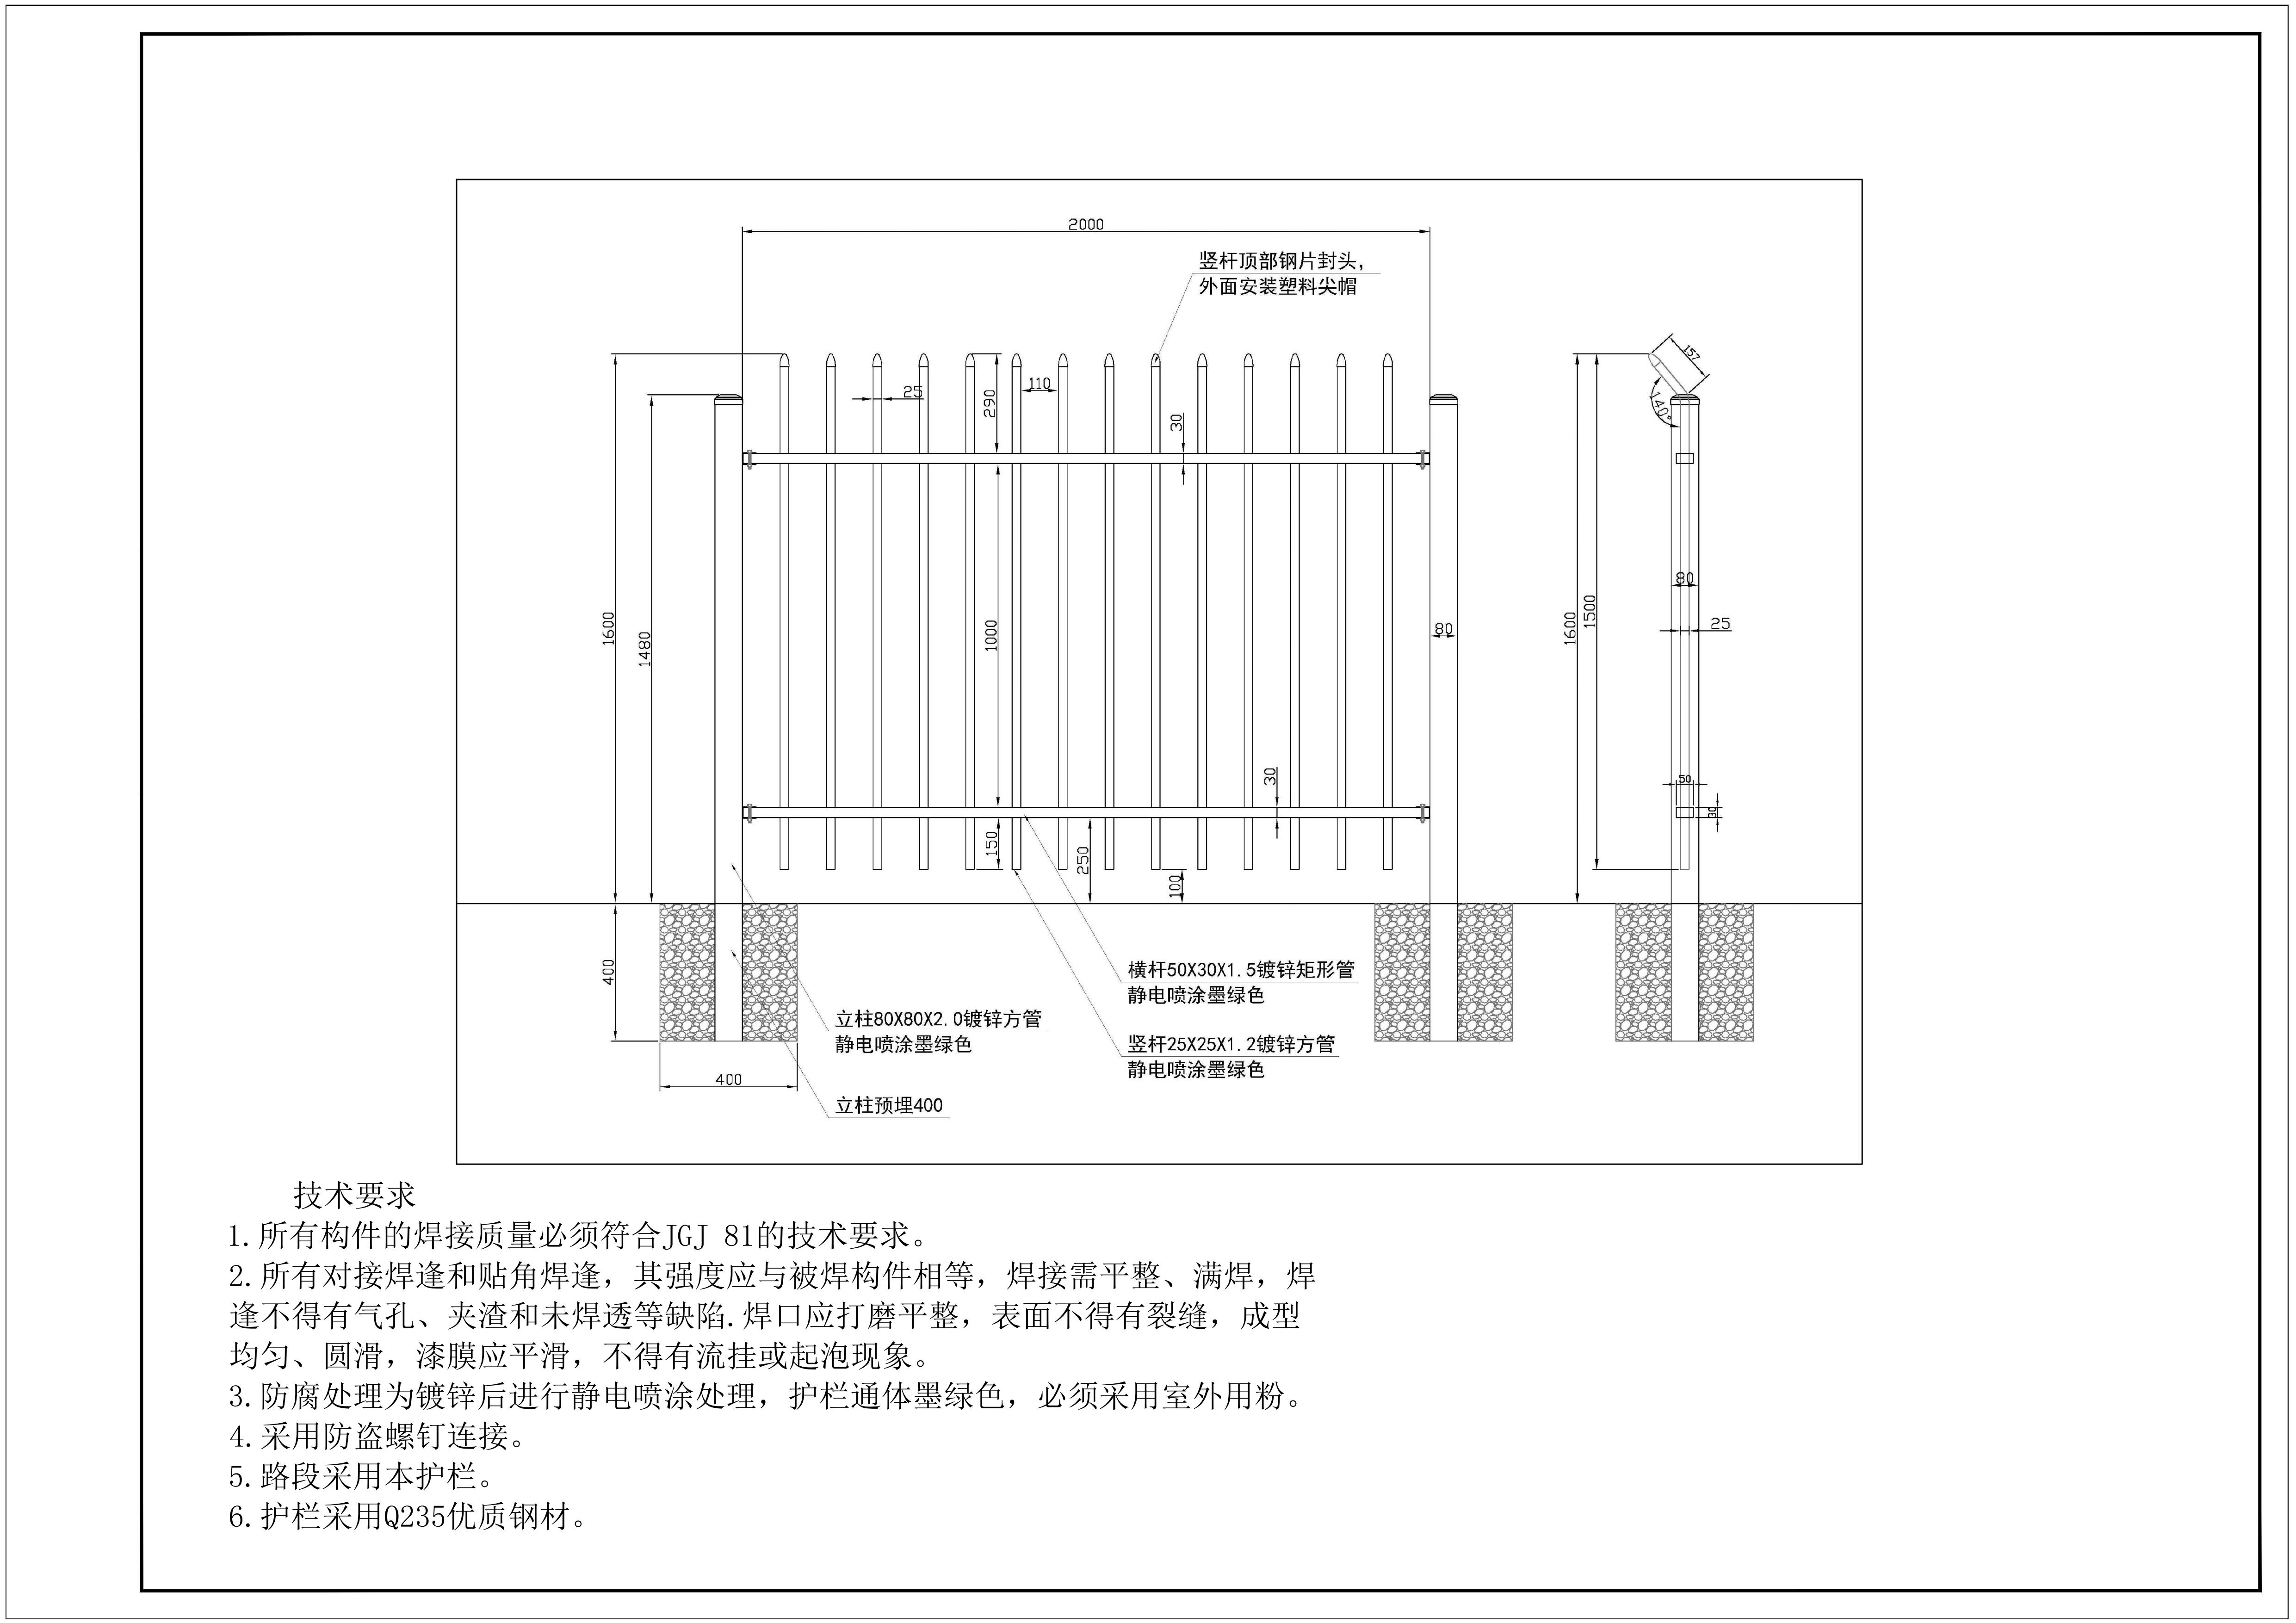 2000
竖杆顶部钢片封头，
外面安装塑料尖帽
157
140°
25
110
290
30
1600
1480
1000
80
1600
1500
80
25
50
30
30
150
250
100
400
400
横杆50X30X1.5镀锌矩形管
静电喷涂墨绿色
立柱80X80X2.0镀锌方管
静电喷涂墨绿色
竖杆25X25X1.2镀锌方管
静电喷涂墨绿色
立柱预埋400
技术要求
1.所有构件的焊接质量必须符合JGJ 81的技术要求。
2.所有对接焊逢和贴角焊逢，其强度应与被焊构件相等，焊接需平整、满焊，焊
逢不得有气孔、夹渣和未焊透等缺陷.焊口应打磨平整，表面不得有裂缝，成型
均匀、圆滑，漆膜应平滑，不得有流挂或起泡现象。
3.防腐处理为镀锌后进行静电喷涂处理，护栏通体墨绿色，必须采用室外用粉。
4.采用防盗螺钉连接。
5.路段采用本护栏。
6.护栏采用Q235优质钢材。